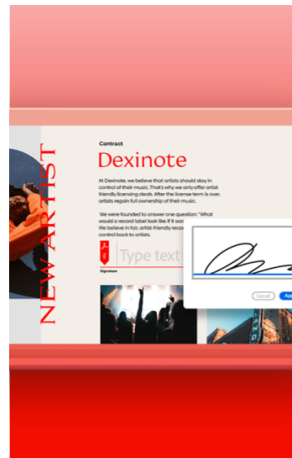 NEW ARTIST
Contract
Dexinote
At Dexinote, we believe that artists should stay in
control of their music. That's why we only offer artist
friendly licensing deals. After the license term is over,
artists regain full ownership of their music.
We were founded to answer one question: "What
would a record label look like if it
We believe in fair, artist-friendly
control back to artists.
Type text
Signature
Cancel